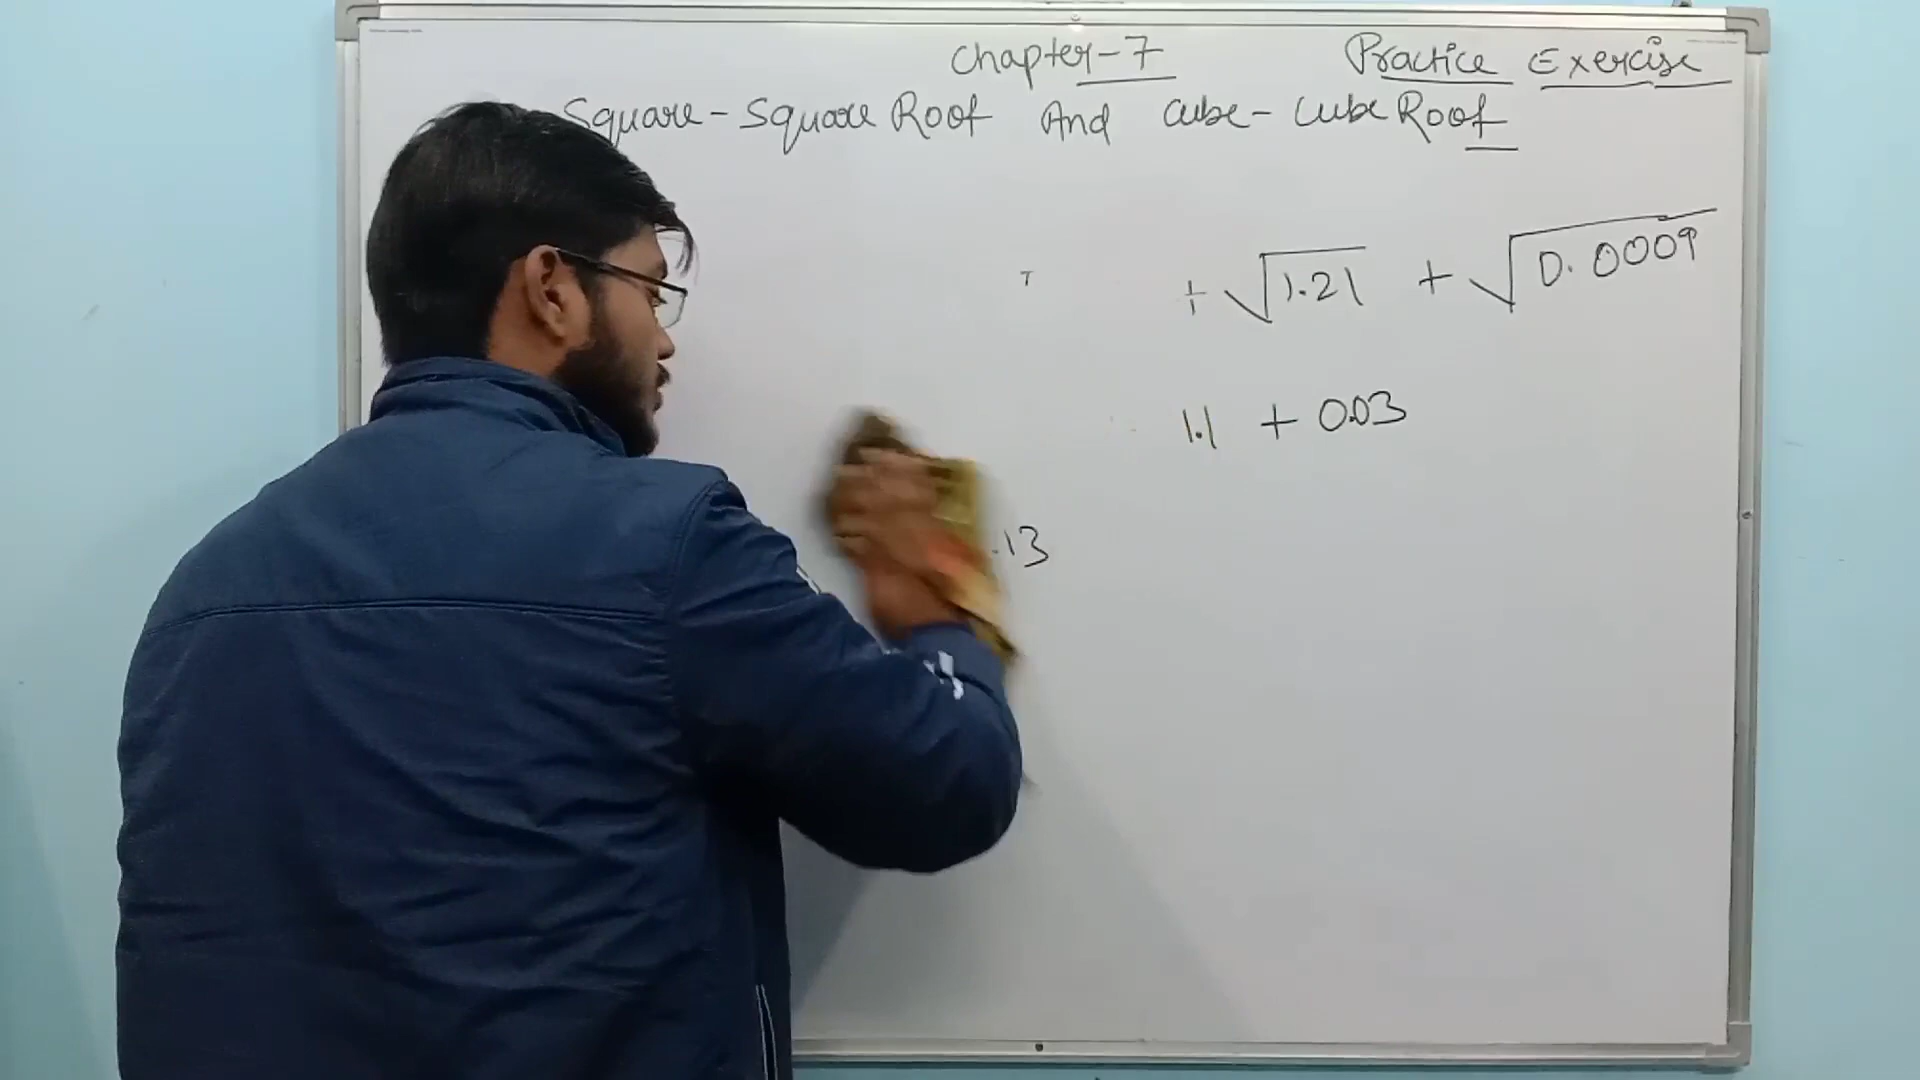 Chapter-7 Practice Exercise
Square-Square Root And Cube-Cube Root
+ √1.21 + √0.0009
1.1 + 0.03
.13